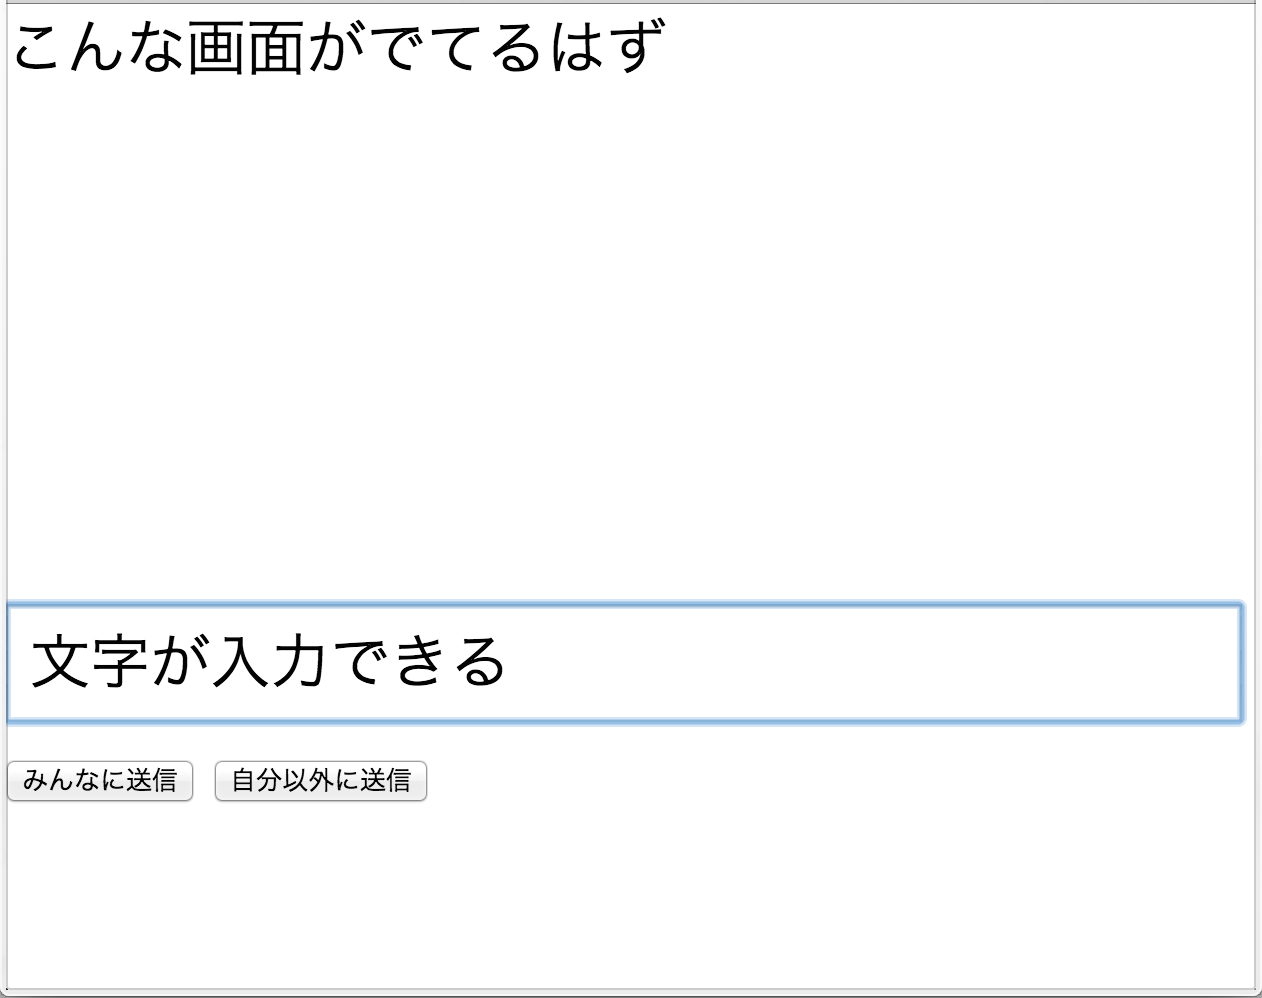 こんな画面がでてるはず
文字が入力できる
みんなに送信 自分以外に送信